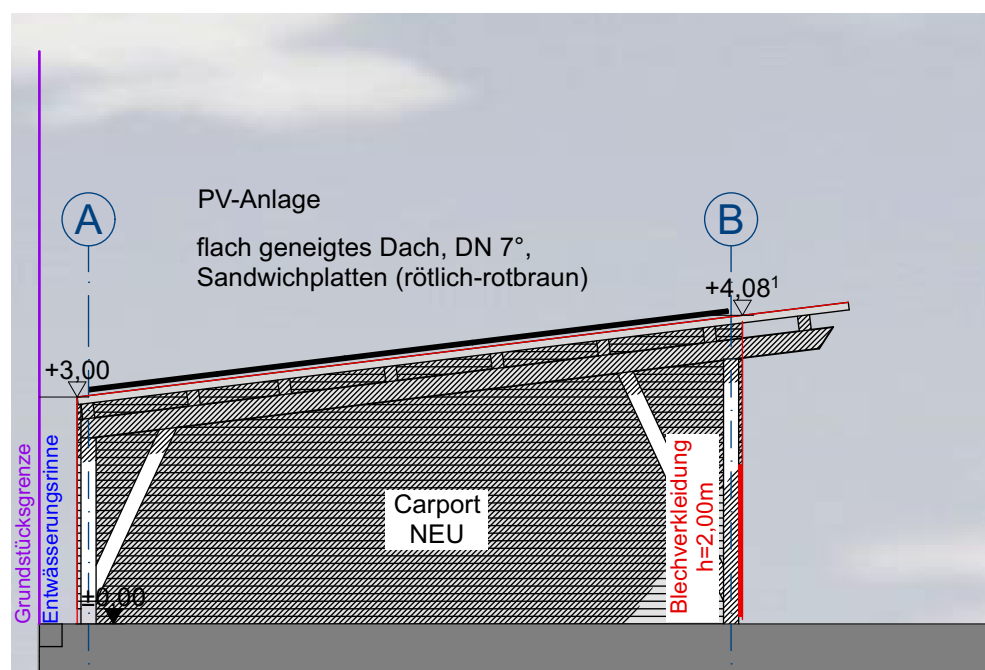 A
B
PV-Anlage
flach geneigtes Dach, DN 7°,
Sandwichplatten (rötlich-rotbraun)
+4,08¹
+3,00
Grundstücksgrenze
Entwässerungsrinne
Carport
NEU
Blechverkleidung
h=2,00m
±0,00